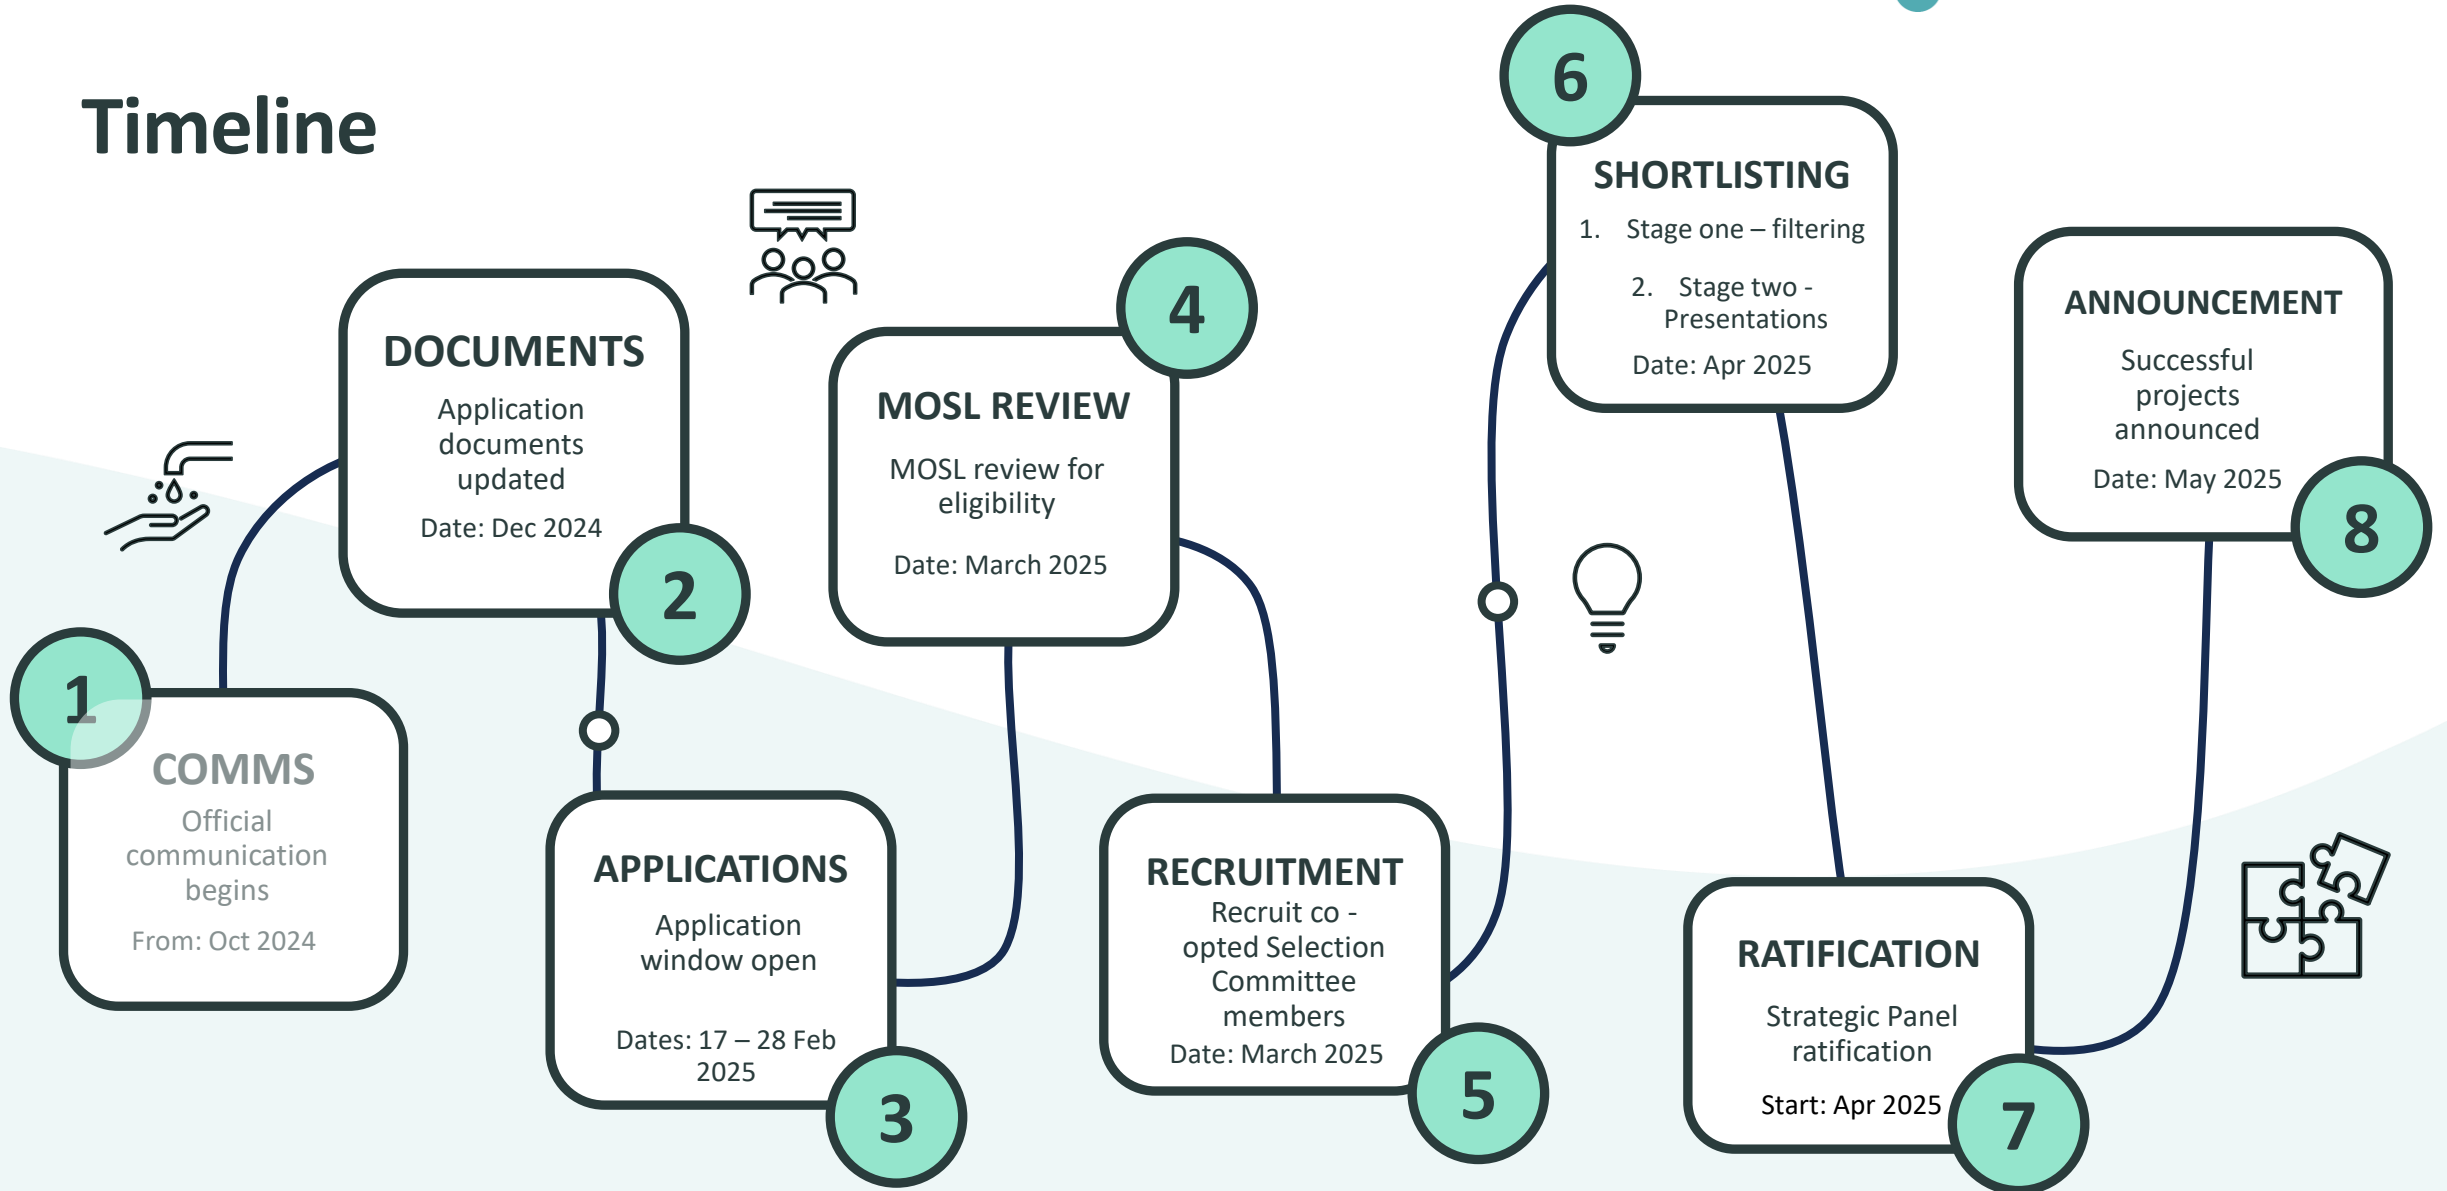 Timeline
1
COMMS
Official
communication
begins
From: Oct 2024
DOCUMENTS
Application
documents
updated
Date: Dec 2024
2
APPLICATIONS
Application
window open
Dates: 17 – 28 Feb
2025
3
4
MOSL REVIEW
MOSL review for
eligibility
Date: March 2025
RECRUITMENT
Recruit co -
opted Selection
Committee
members
Date: March 2025
5
6
SHORTLISTING
1. Stage one – filtering
2. Stage two -
Presentations
Date: Apr 2025
RATIFICATION
Strategic Panel
ratification
Start: Apr 2025
7
ANNOUNCEMENT
Successful
projects
announced
Date: May 2025
8